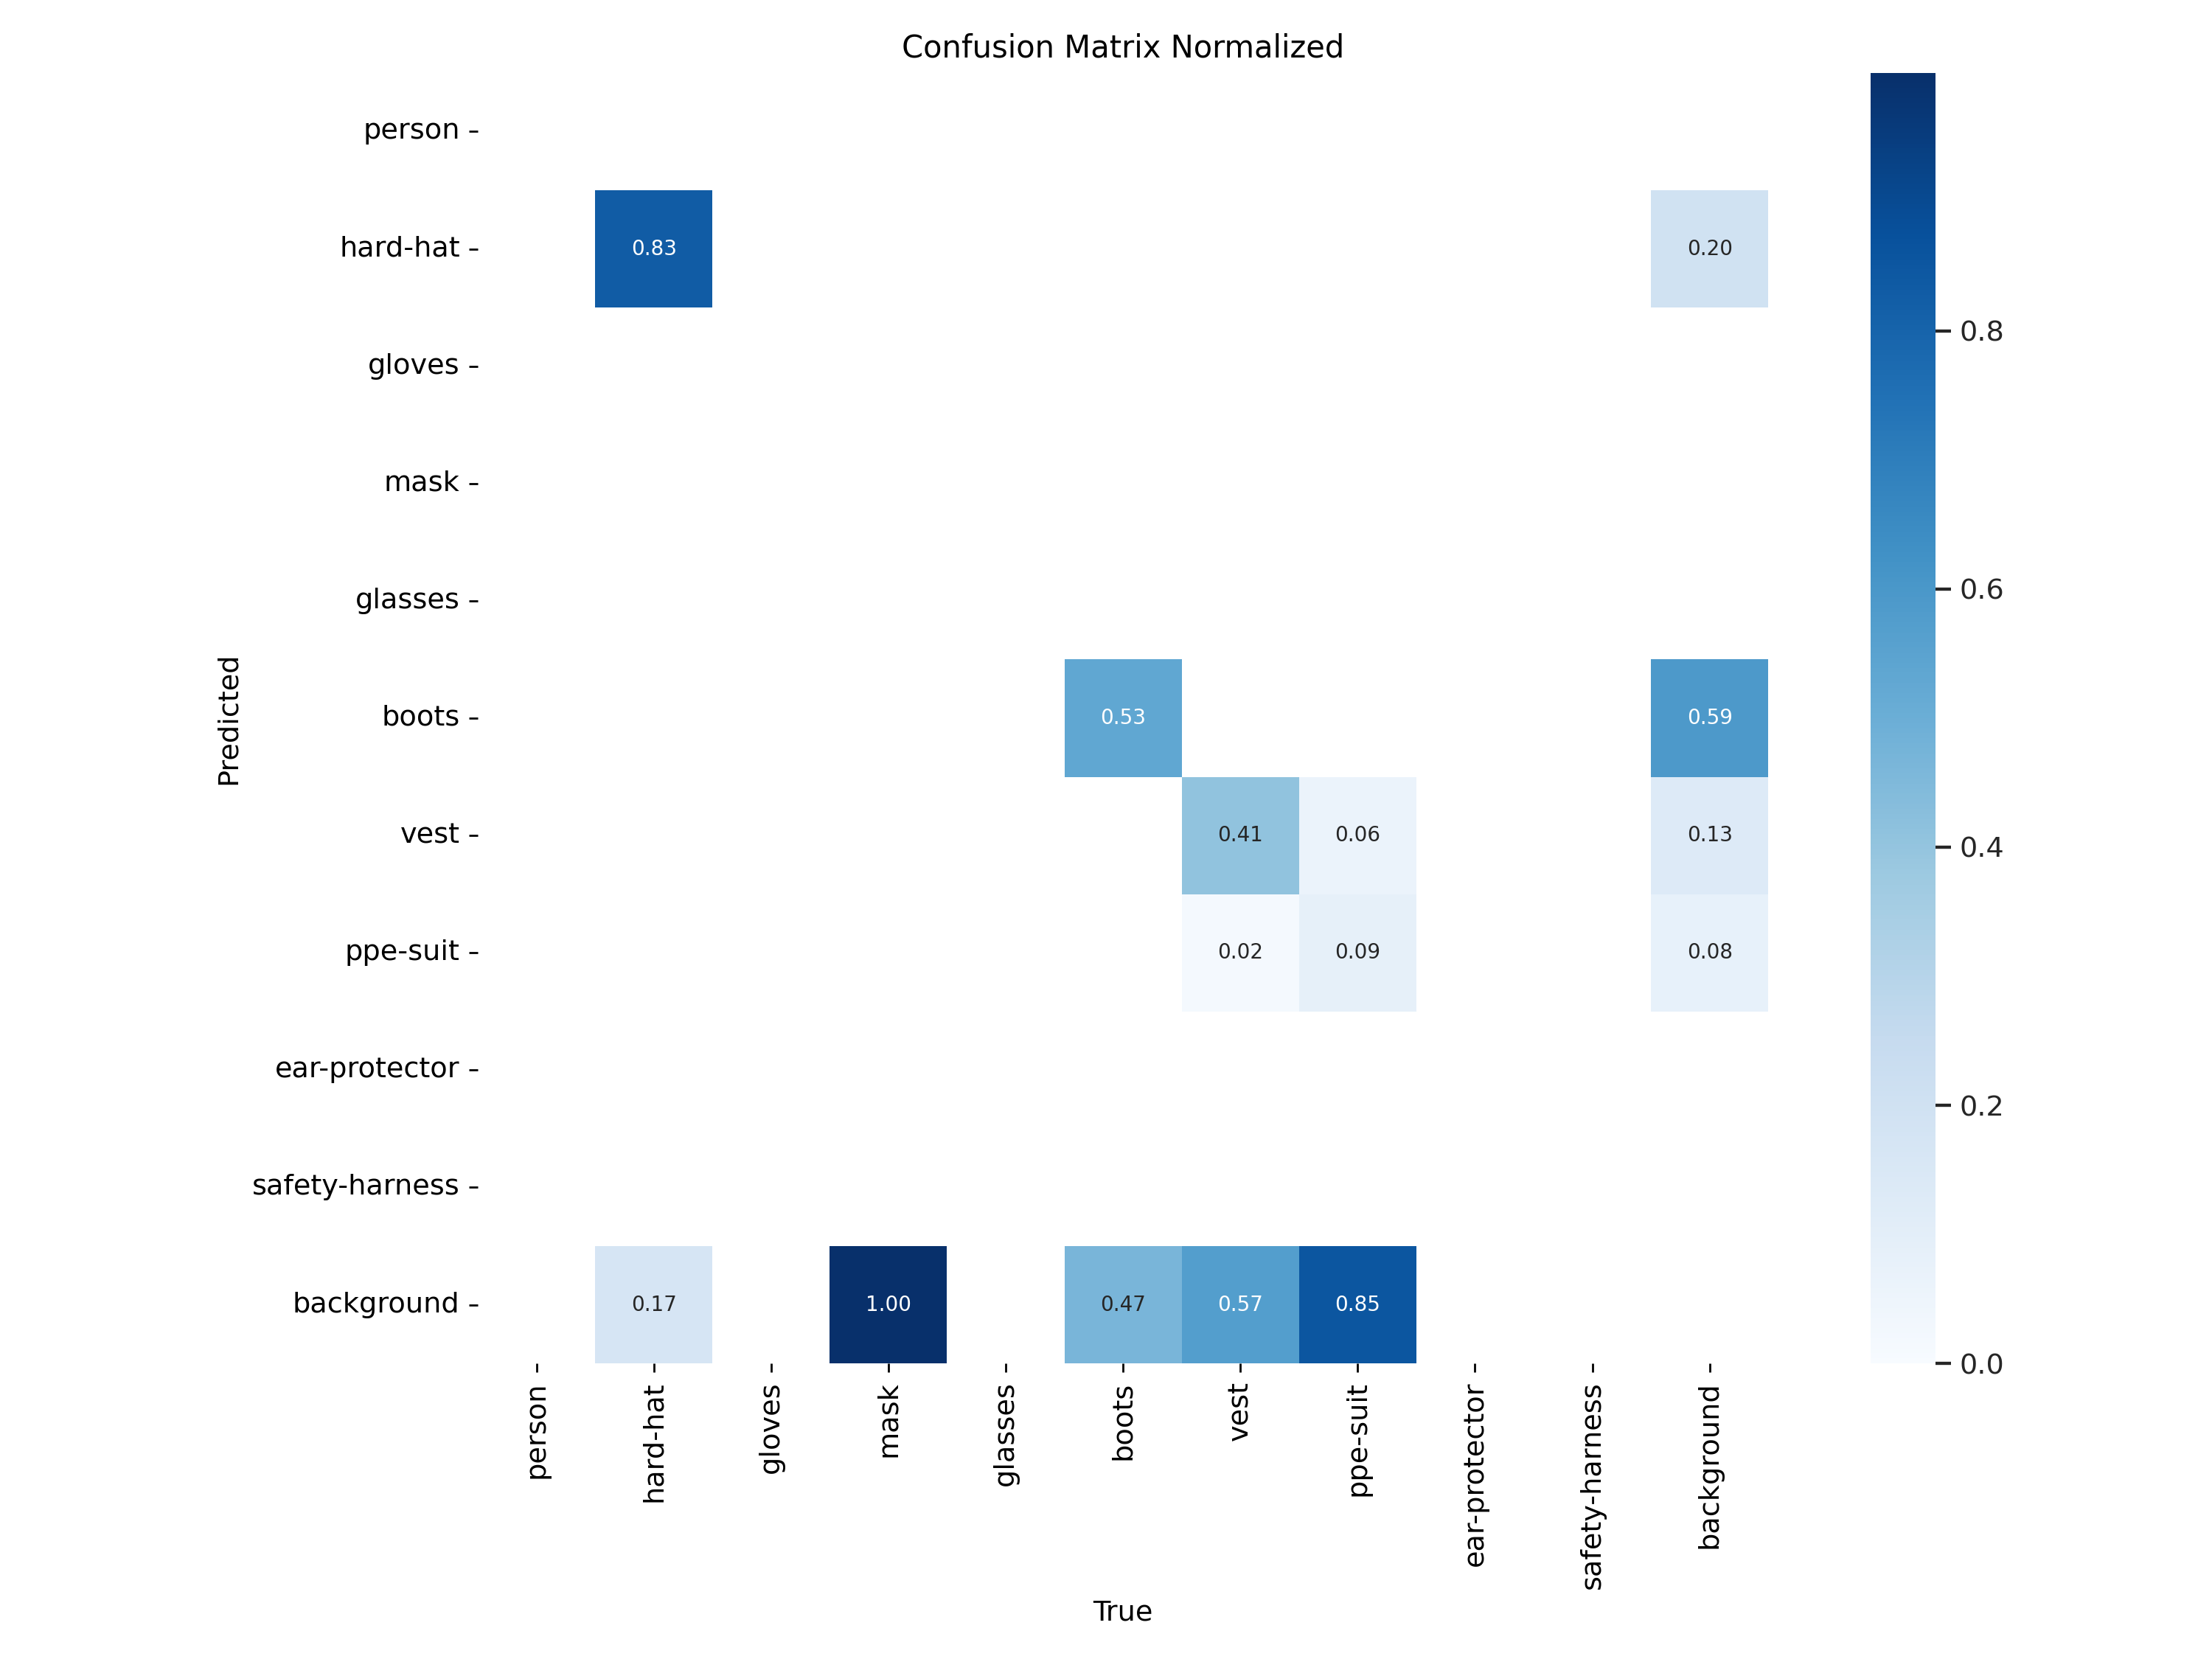 Confusion Matrix Normalized
person
hard-hat
gloves
mask
glasses
boots
vest
ppe-suit
ear-protector
safety-harness
background
Predicted
0.83 0.20
0.53 0.59
0.41 0.06 0.13
0.02 0.09 0.08
0.17 1.00 0.47 0.57 0.85
person
hard-hat
gloves
mask
glasses
boots
vest
ppe-suit
ear-protector
safety-harness
background
True
0.8
0.6
0.4
0.2
0.0